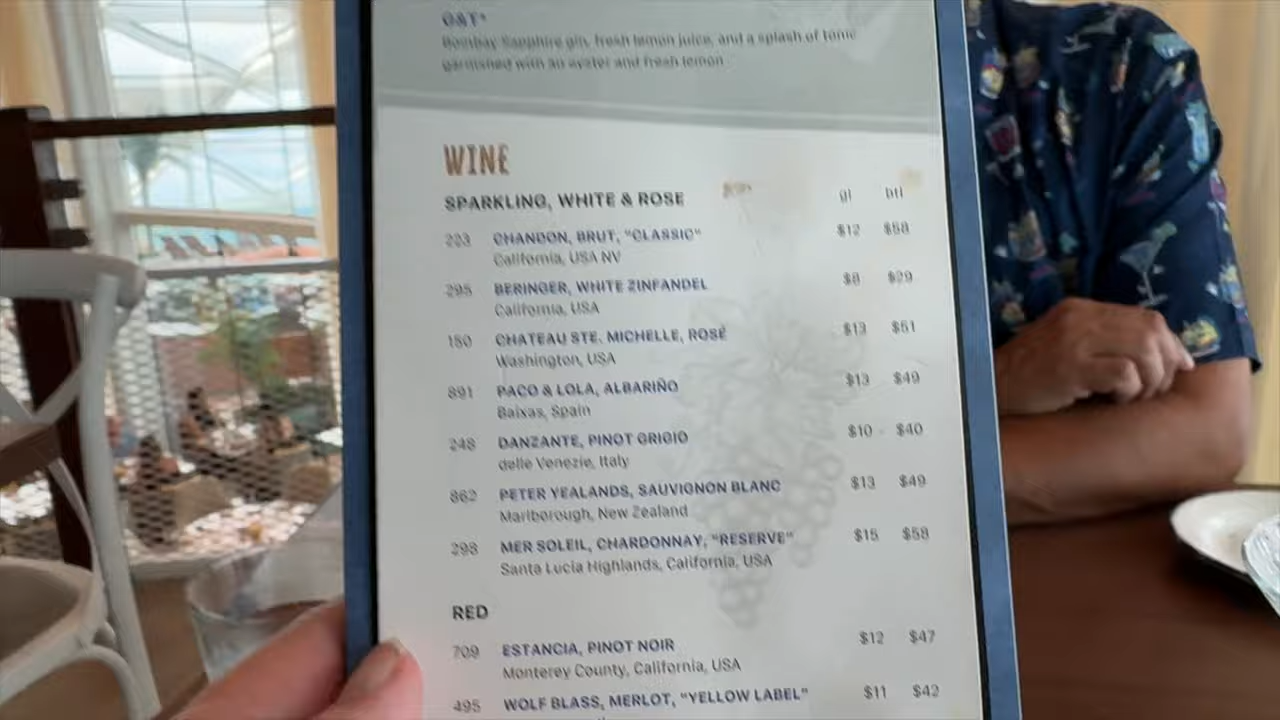 G&T*
Bombay Sapphire gin, fresh lemon juice, and a splash of tonic
garnished with an oyster and fresh lemon
WINE
SPARKLING, WHITE & ROSE gl btl
223 CHANDON, BRUT, "CLASSIC" $12 $58
California, USA NV
295 BERINGER, WHITE ZINFANDEL $8 $29
California, USA
150 CHATEAU STE. MICHELLE, ROSÉ $13 $51
Washington, USA
891 PACO & LOLA, ALBARIÑO $13 $49
Baixas, Spain
248 DANZANTE, PINOT GRIGIO $10 $40
delle Venezie, Italy
862 PETER YEALANDS, SAUVIGNON BLANC $13 $49
Marlborough, New Zealand
298 MER SOLEIL, CHARDONNAY, "RESERVE" $15 $58
Santa Lucia Highlands, California, USA
RED
709 ESTANCIA, PINOT NOIR $12 $47
Monterey County, California, USA
495 WOLF BLASS, MERLOT, "YELLOW LABEL" $11 $42